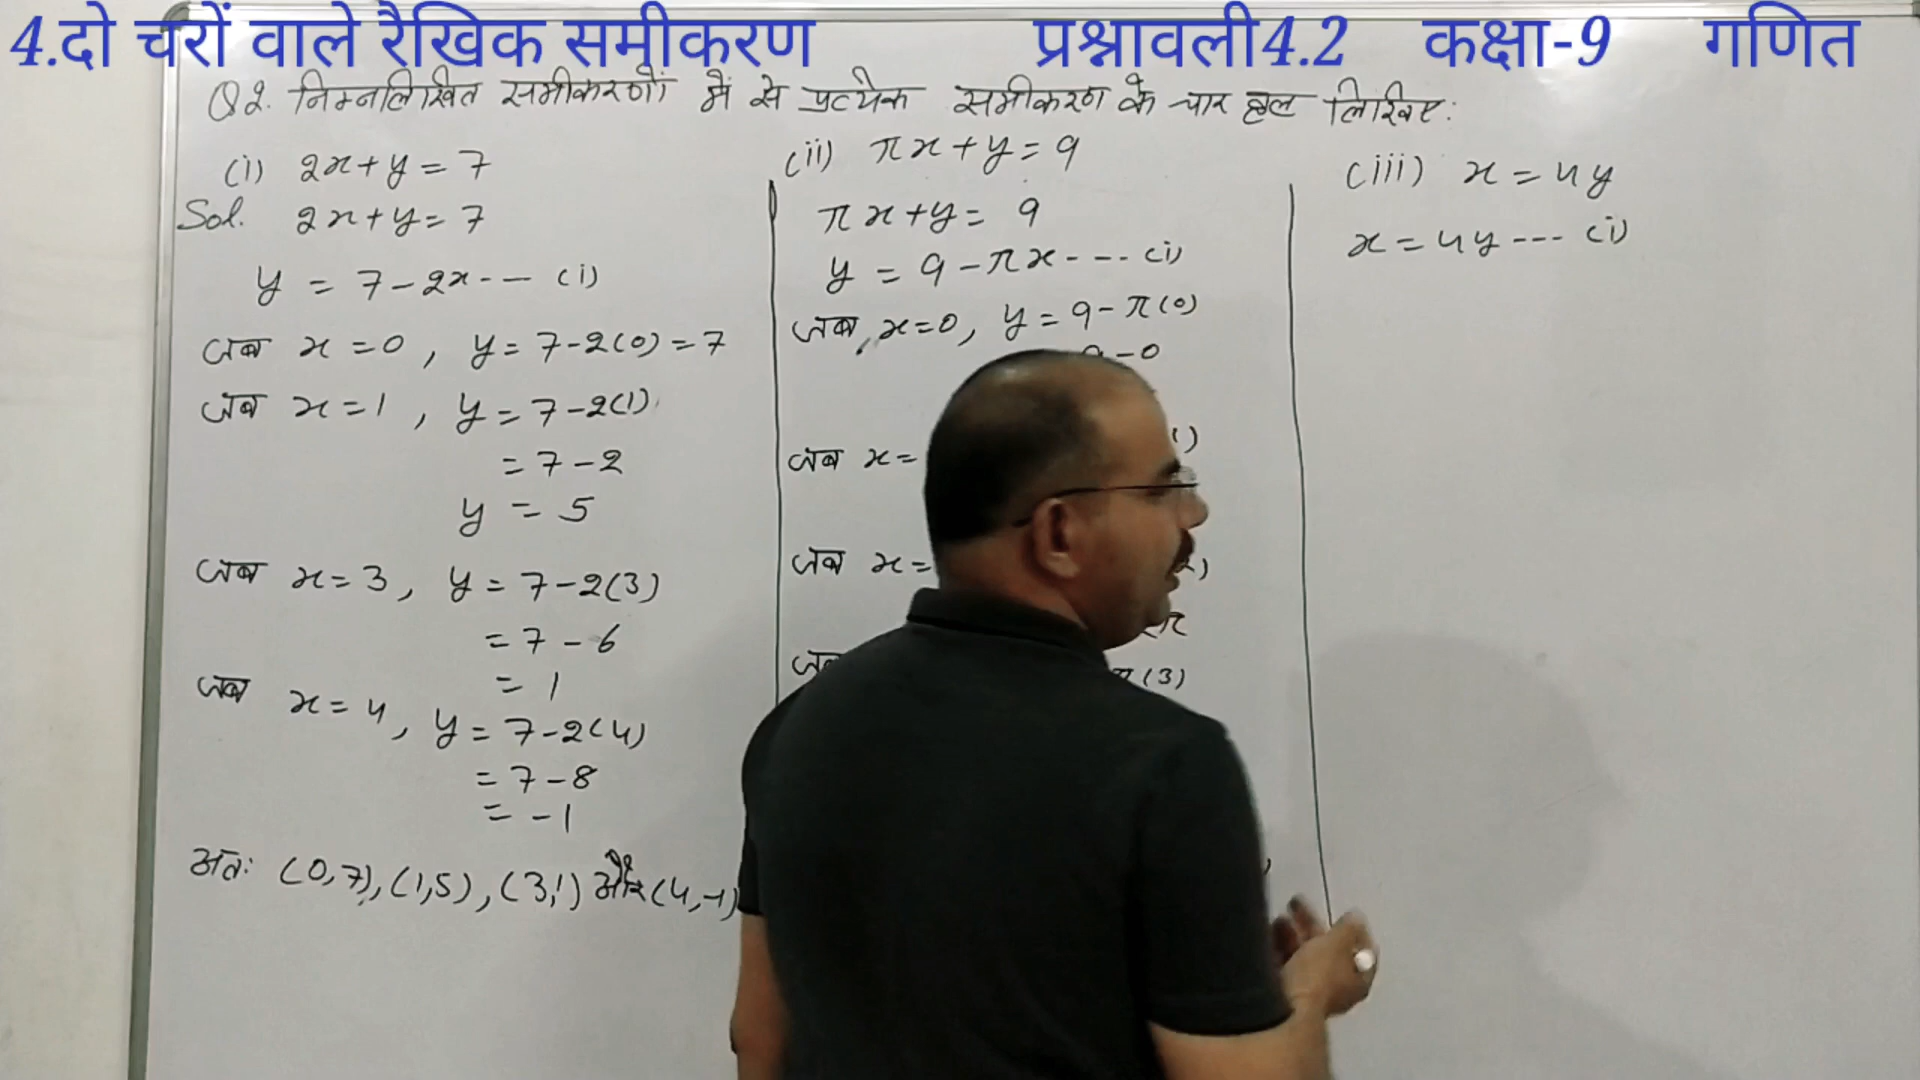 4.दो चरों वाले रैखिक समीकरण प्रश्नावली4.2 कक्षा-9 गणित
Q2. निम्नलिखित समीकरणों में से प्रत्येक समीकरण के चार हल लिखिए:
(i) 2x+y=7
Sol. 2x+y=7
y = 7-2x--- (i)
जब x=0, y=7-2(0)=7
जब x=1, y=7-2(1)
=7-2
y = 5
जब x=3, y=7-2(3)
=7-6
=1
जब x=4, y=7-2(4)
=7-8
=-1
अतः (0,7),(1,5),(3,1) और (4,-1)
(ii) πx+y=9
πx+y=9
y=9-πx---(i)
जब, x=0, y=9-π(0)
9-0
जब x=
जब x=
(3)
(iii) x=4y
x=4y---(i)